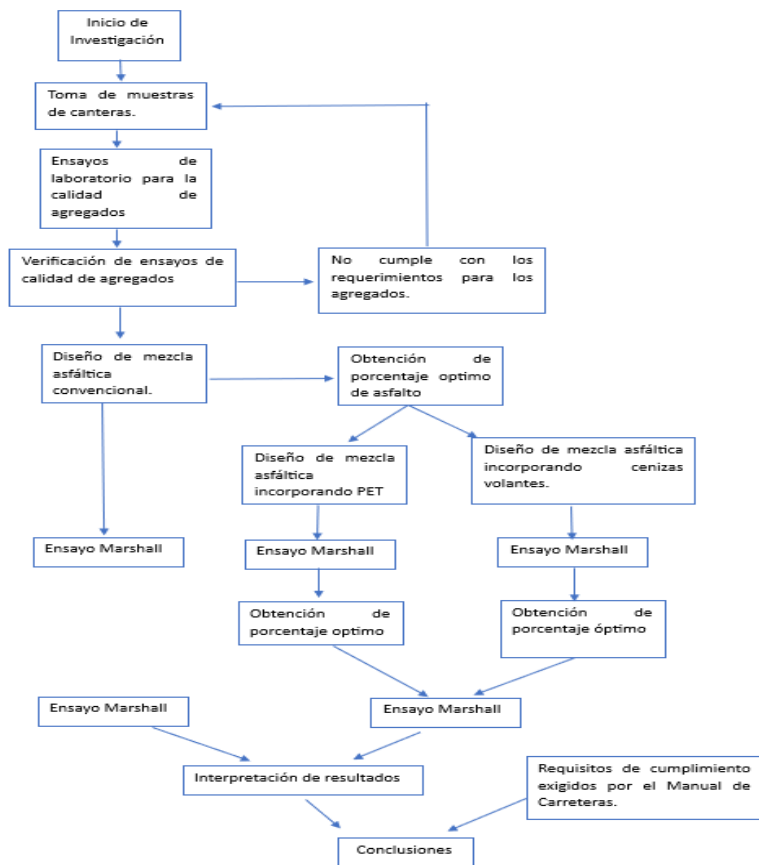 Inicio de
Investigación
Toma de muestras
de canteras.
Ensayos de
laboratorio para la
calidad de
agregados
Verificación de ensayos de
calidad de agregados
No cumple con los
requerimientos para los
agregados.
Diseño de mezcla
asfáltica
convencional.
Obtención de
porcentaje optimo
de asfalto
Diseño de mezcla
asfáltica
incorporando PET
Diseño de mezcla asfáltica
incorporando cenizas
volantes.
Ensayo Marshall
Ensayo Marshall
Ensayo Marshall
Obtención de
porcentaje optimo
Obtención de
porcentaje óptimo
Ensayo Marshall
Ensayo Marshall
Interpretación de resultados
Requisitos de cumplimiento
exigidos por el Manual de
Carreteras.
Conclusiones